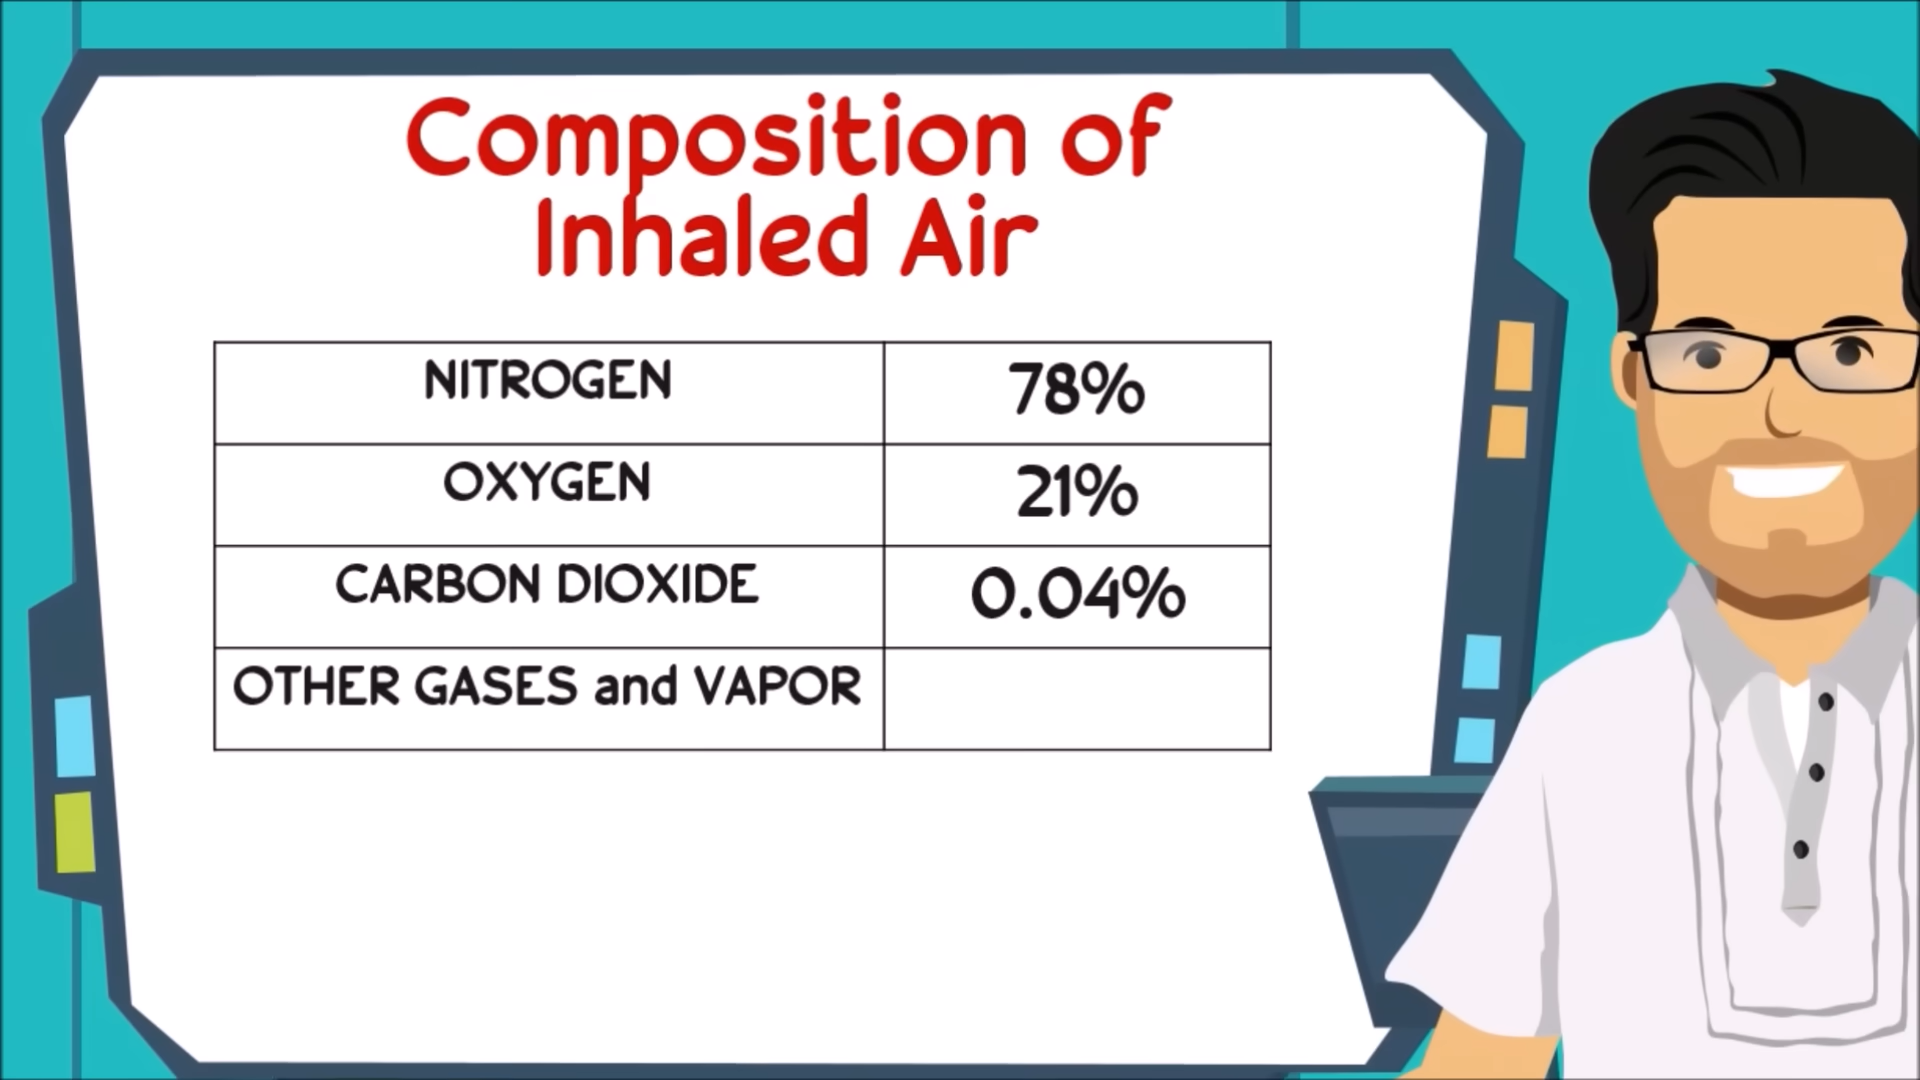 Composition of
Inhaled Air
NITROGEN 78%
OXYGEN 21%
CARBON DIOXIDE 0.04%
OTHER GASES and VAPOR